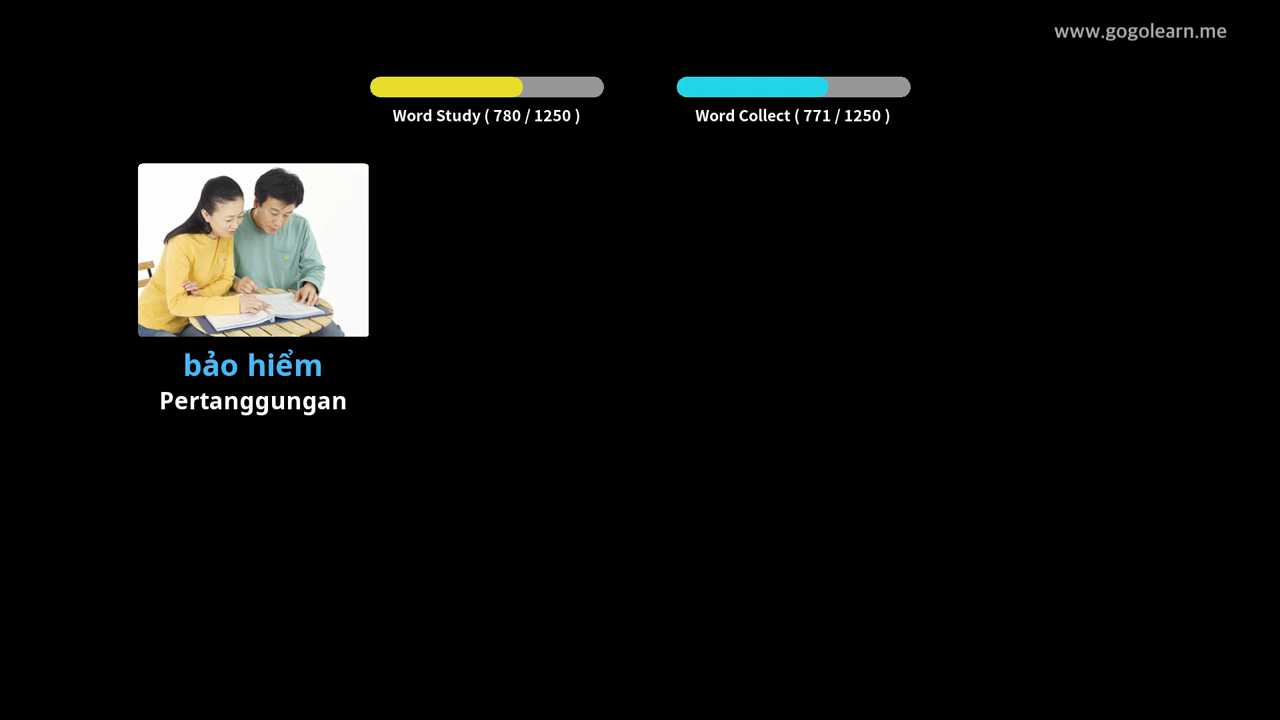 www.gogolearn.me
Word Study ( 780 / 1250 )
Word Collect ( 771 / 1250 )
bảo hiểm
Pertanggungan